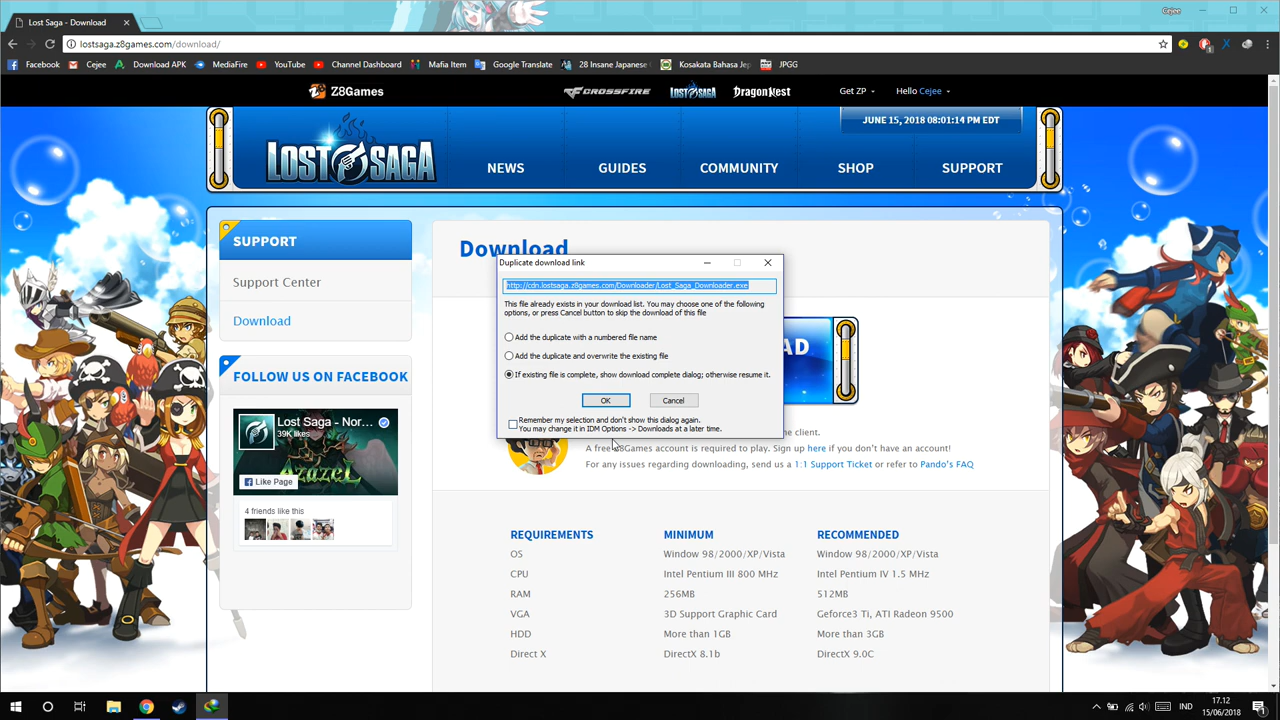 Lost Saga - Download
Cejee
lostsaga.z8games.com/download/
Facebook
Cejee
Download APK
MediaFire
YouTube
Channel Dashboard
Mafia Item
Google Translate
28 Insane Japanese
Kosakata Bahasa Jep
JPGG
Z8Games
CROSSFIRE
LOST SAGA
DRAGON NEST
Get ZP
Hello Cejee
JUNE 15, 2018 08:01:14 PM EDT
LOST SAGA
NEWS
GUIDES
COMMUNITY
SHOP
SUPPORT
SUPPORT
Support Center
Download
FOLLOW US ON FACEBOOK
Lost Saga - Nor...
39K likes
AZAZEL
Like Page
4 friends like this
Download
AD
Duplicate download link
http://cdn.lostsaga.z8games.com/Downloader/Lost_Saga_Downloader.exe
This file already exists in your download list. You may choose one of the following
options, or press Cancel button to skip the download of this file
Add the duplicate with a numbered file name
Add the duplicate and overwrite the existing file
If existing file is complete, show download complete dialog; otherwise resume it.
OK
Cancel
Remember my selection and don't show this dialog again.
You may change it in IDM Options -> Downloads at a later time.
client.
A free Z8Games account is required to play. Sign up here if you don't have an account!
For any issues regarding downloading, send us a 1:1 Support Ticket or refer to Pando's FAQ
REQUIREMENTS MINIMUM RECOMMENDED
OS Window 98/2000/XP/Vista Window 98/2000/XP/Vista
CPU Intel Pentium III 800 MHz Intel Pentium IV 1.5 MHz
RAM 256MB 512MB
VGA 3D Support Graphic Card Geforce3 Ti, ATI Radeon 9500
HDD More than 1GB More than 3GB
Direct X DirectX 8.1b DirectX 9.0C
IND
17.12
15/06/2018